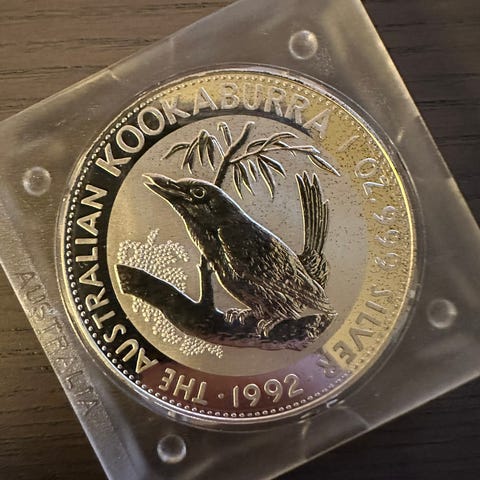 THE AUSTRALIAN KOOKABURRA 1 OZ. 999 SILVER
· 1992 ·
AUSTRALIA